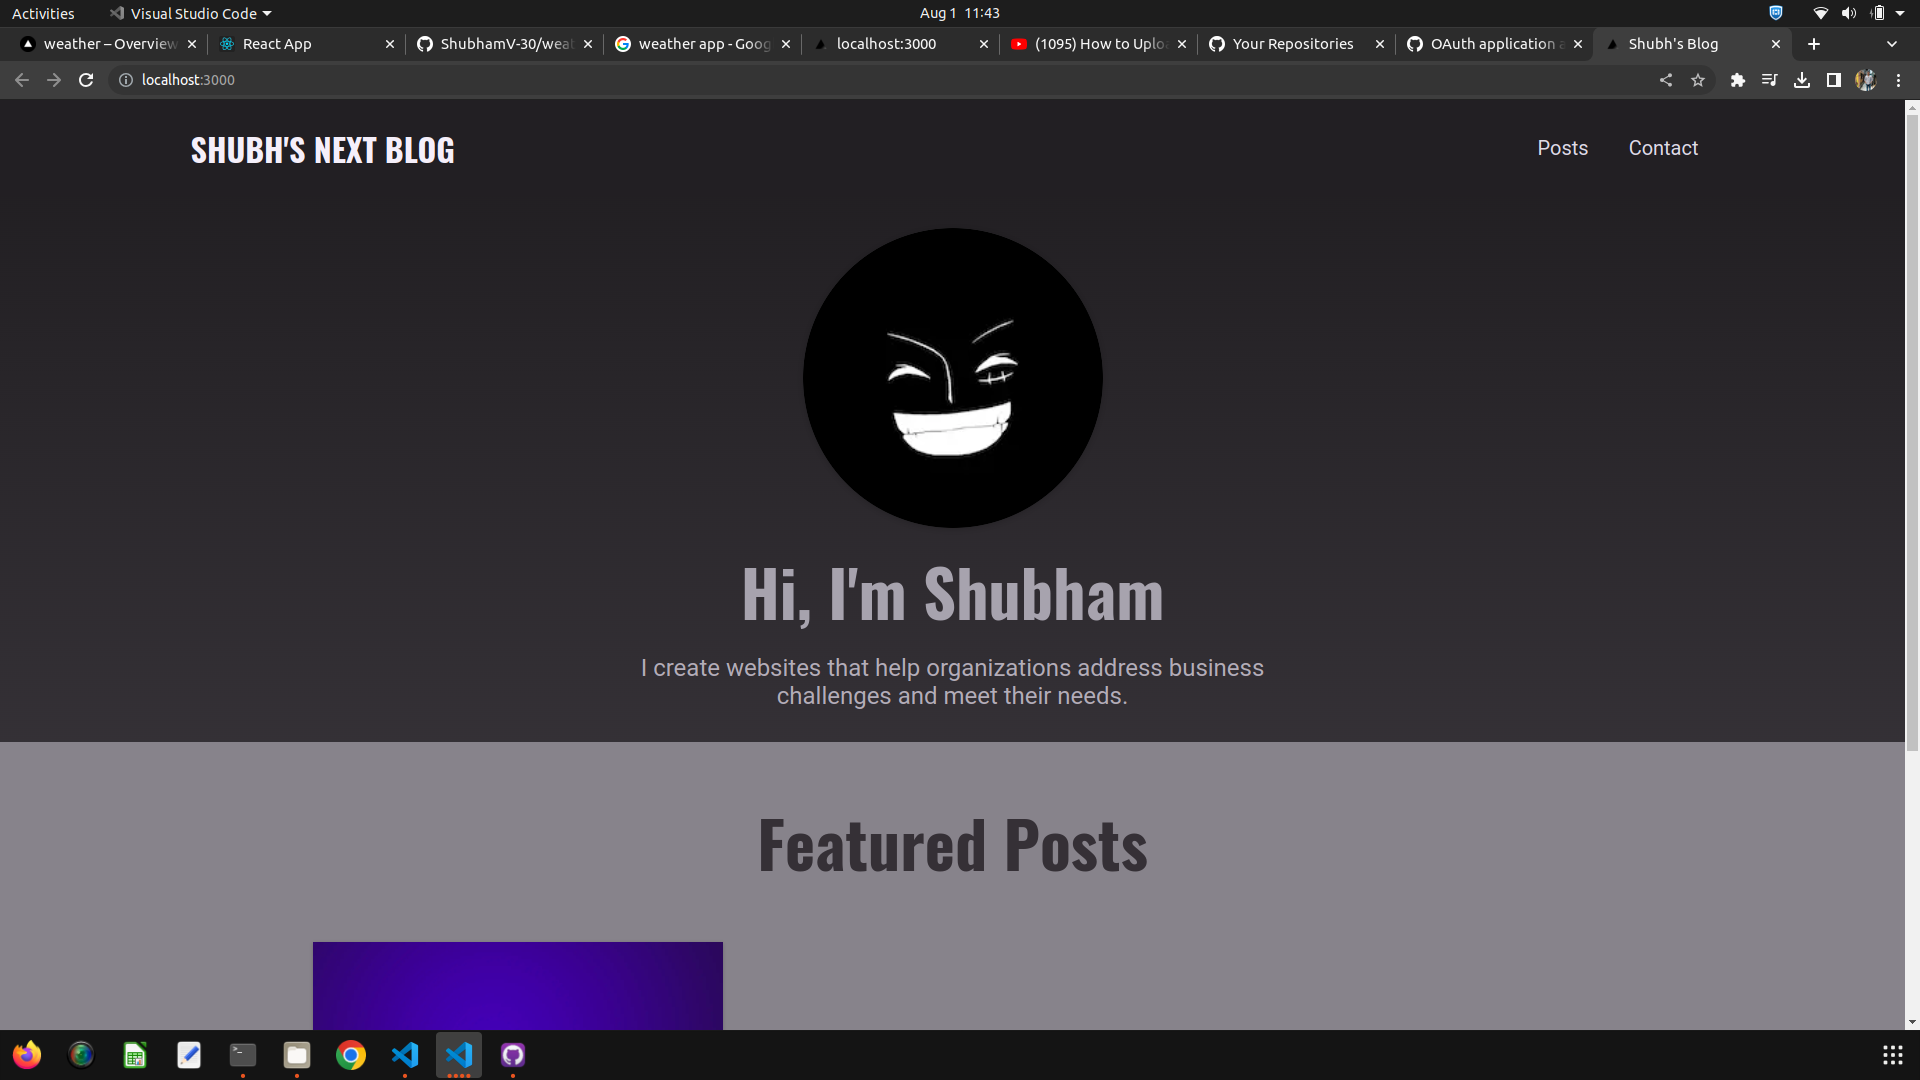 Activities
Visual Studio Code
Aug 1 11:43
weather – Overview
React App
ShubhamV-30/weat
weather app - Goog
localhost:3000
(1095) How to Uplo
Your Repositories
OAuth application a
Shubh's Blog
localhost:3000
SHUBH'S NEXT BLOG
Posts
Contact
Hi, I'm Shubham
I create websites that help organizations address business
challenges and meet their needs.
Featured Posts